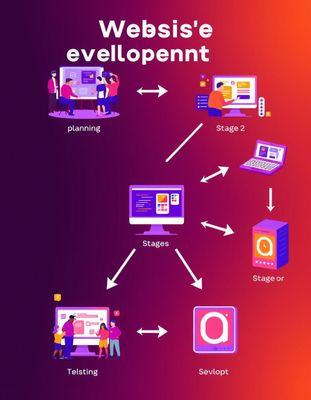 Websis'e
evellopennt
planning
Stage 2
Stages
Stage or
Telsting
Sevlopt